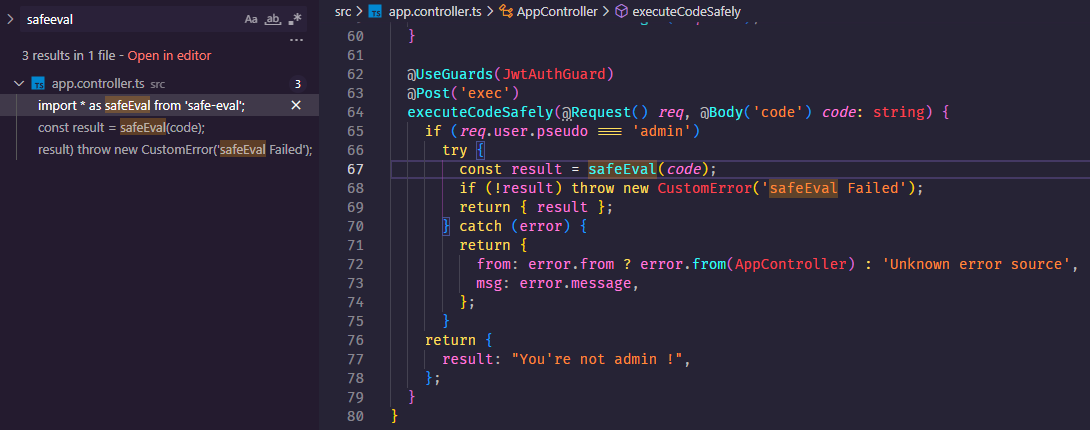 safeeval
Aa ab .*
3 results in 1 file - Open in editor
TS app.controller.ts src 3
import * as safeEval from 'safe-eval';
const result = safeEval(code);
result) throw new CustomError('safeEval Failed');
src > TS app.controller.ts > AppController > executeCodeSafely
60 }
61
62 @UseGuards(JwtAuthGuard)
63 @Post('exec')
64 executeCodeSafely(@Request() req, @Body('code') code: string) {
65 if (req.user.pseudo === 'admin')
66 try {
67 const result = safeEval(code);
68 if (!result) throw new CustomError('safeEval Failed');
69 return { result };
70 } catch (error) {
71 return {
72 from: error.from ? error.from(AppController) : 'Unknown error source',
73 msg: error.message,
74 };
75 }
76 return {
77 result: "You're not admin !",
78 };
79 }
80 }